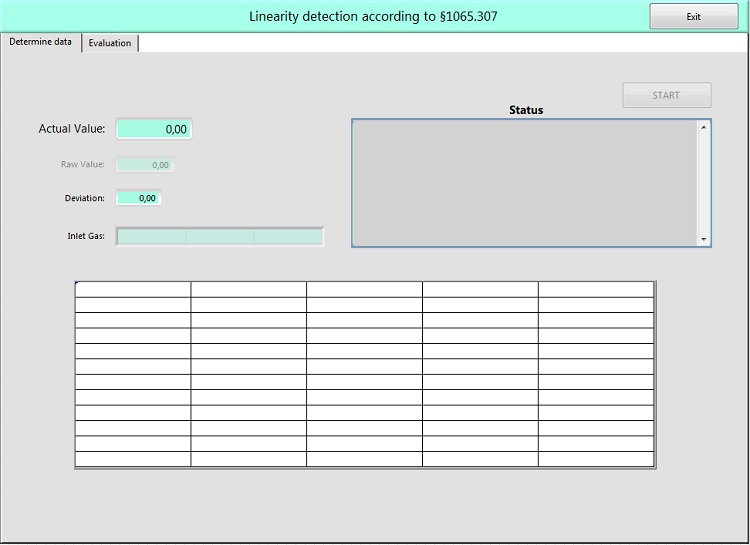 Linearity detection according to §1065.307
Exit
Determine data
Evaluation
START
Status
Actual Value:
0,00
Raw Value:
0,00
Deviation:
0,00
Inlet Gas: